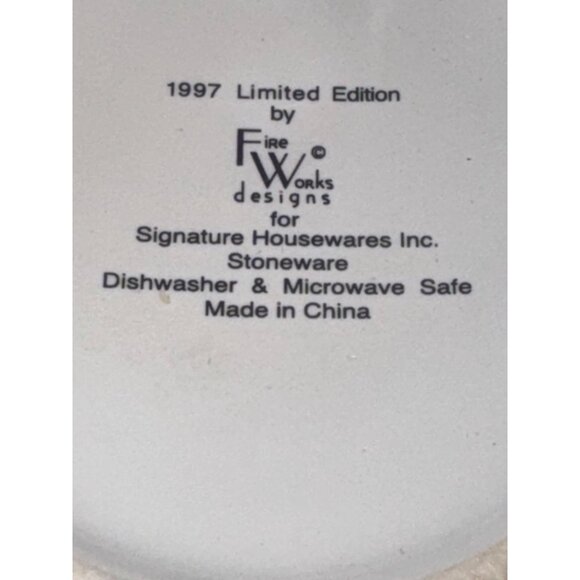 1997 Limited Edition
by
Fire ©
Works
designs
for
Signature Housewares Inc.
Stoneware
Dishwasher & Microwave Safe
Made in China